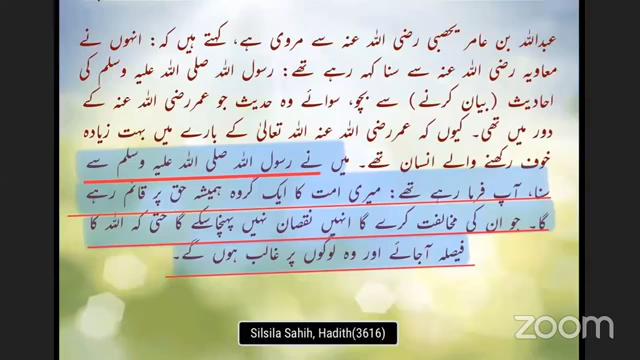 عبداللہ بن عامر یحصبی رضی اللہ عنہ سے مروی ہے، کہتے ہیں کہ: انہوں نے
معاویہ رضی اللہ عنہ سے سنا کہہ رہے تھے: رسول اللہ صلی اللہ علیہ وسلم کی
احادیث (بیان کرنے) سے بچو، سوائے وہ حدیث جو عمررضی اللہ عنہ کے
دور میں تھی۔ کیوں کہ عمررضی اللہ عنہ اللہ تعالیٰ کے بارے میں بہت زیادہ
خوف رکھنے والے انسان تھے۔ میں نے رسول اللہ صلی اللہ علیہ وسلم سے
سنا، آپ فرما رہے تھے: میری امت کا ایک گروہ ہمیشہ حق پر قائم رہے
گا۔ جو ان کی مخالفت کرے گا انہیں نقصان نہیں پہنچاسکے گا حتیٰ کہ اللہ کا
فیصلہ آجائے اور وہ لوگوں پر غالب ہوں گے۔
Silsila Sahih, Hadith(3616)
zoom